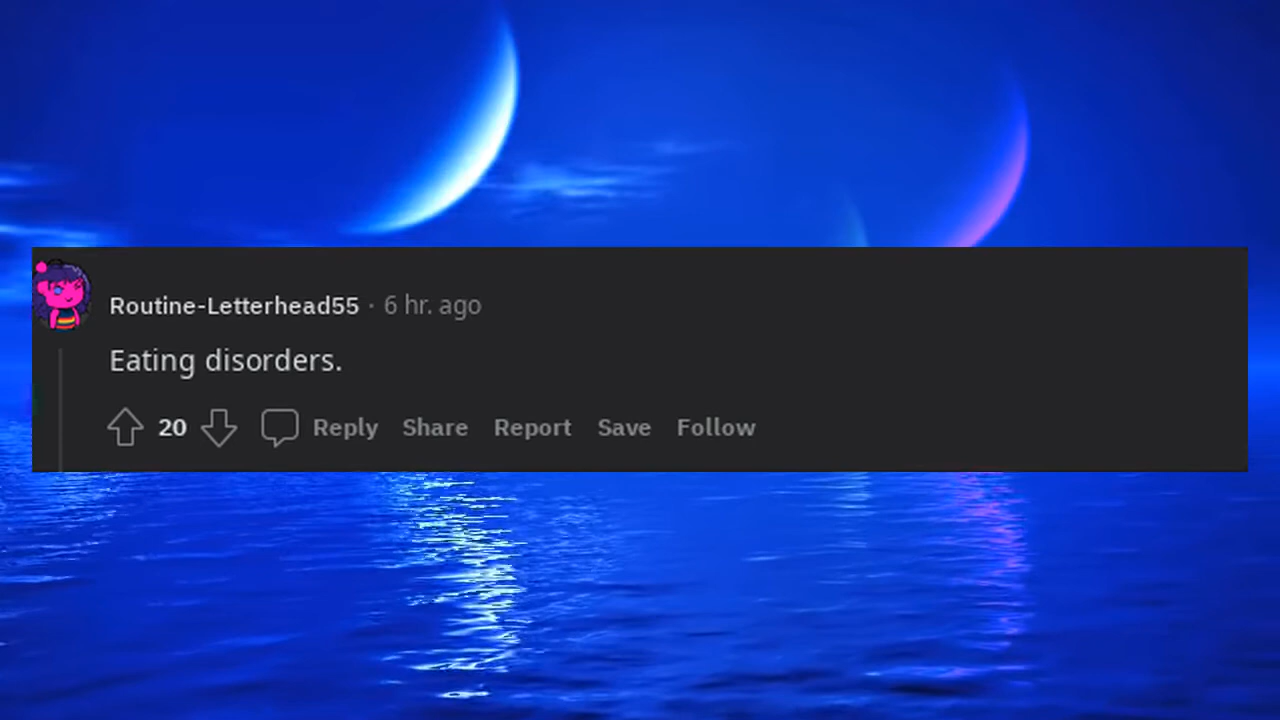 Routine-Letterhead55 · 6 hr. ago
Eating disorders.
20 Reply Share Report Save Follow